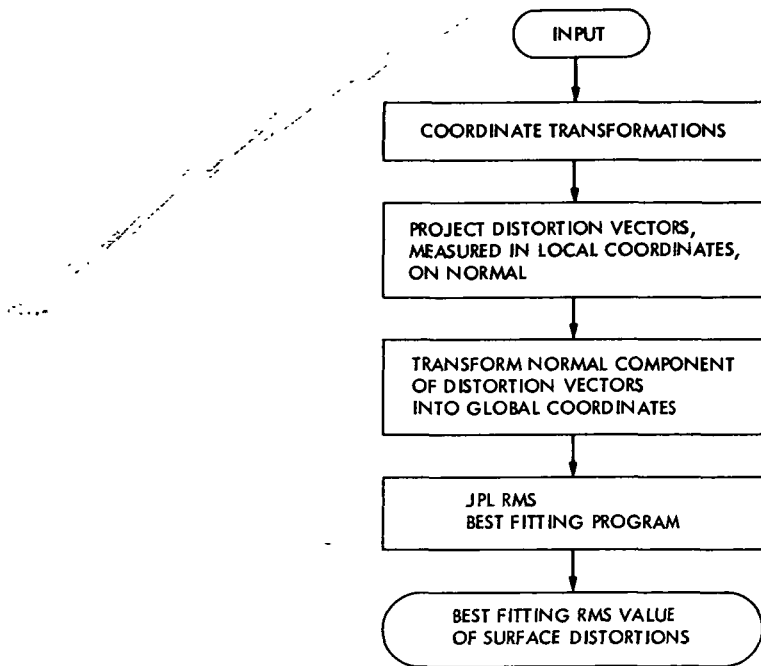 INPUT
COORDINATE TRANSFORMATIONS
PROJECT DISTORTION VECTORS,
MEASURED IN LOCAL COORDINATES,
ON NORMAL
TRANSFORM NORMAL COMPONENT
OF DISTORTION VECTORS
INTO GLOBAL COORDINATES
JPL RMS
BEST FITTING PROGRAM
BEST FITTING RMS VALUE
OF SURFACE DISTORTIONS